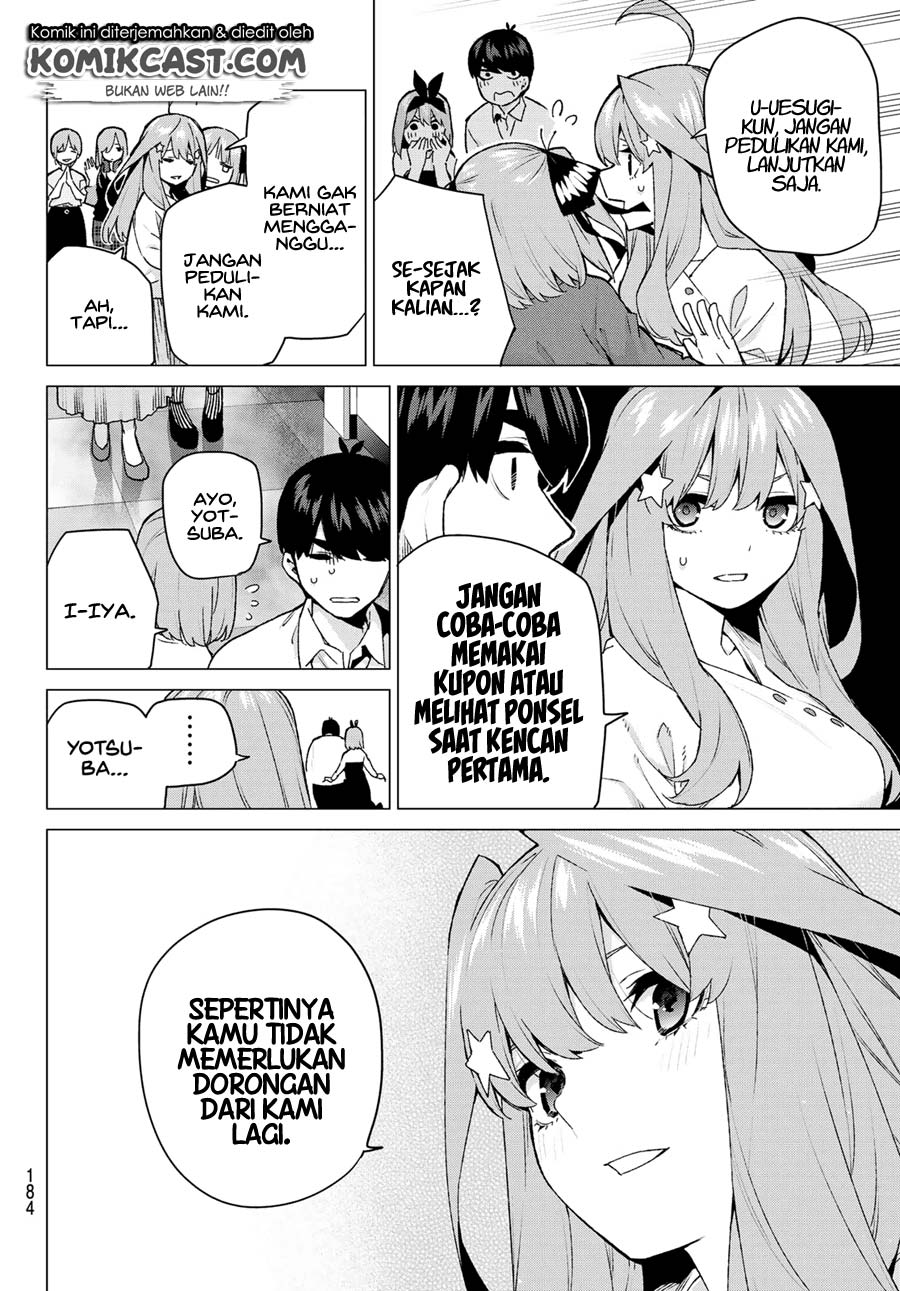 Komik ini diterjemahkan & diedit oleh
KOMIKCAST.COM
BUKAN WEB LAIN!!
U-UESUGI-
KUN, JANGAN
PEDULIKAN KAMI,
LANJUTKAN
SAJA.
SE-SEJAK
KAPAN
KALIAN...?
KAMI GAK
BERNIAT
MENGGA-
NGGU...
JANGAN
PEDULI-
KAN
KAMI.
AH,
TAPI...
JANGAN
COBA-COBA
MEMAKAI
KUPON ATAU
MELIHAT PONSEL
SAAT KENCAN
PERTAMA.
AYO,
YOT-
SUBA.
I-IYA.
......
YOTSU-
BA...
SEPERTINYA
KAMU TIDAK
MEMERLUKAN
DORONGAN
DARI KAMI
LAGI.
184